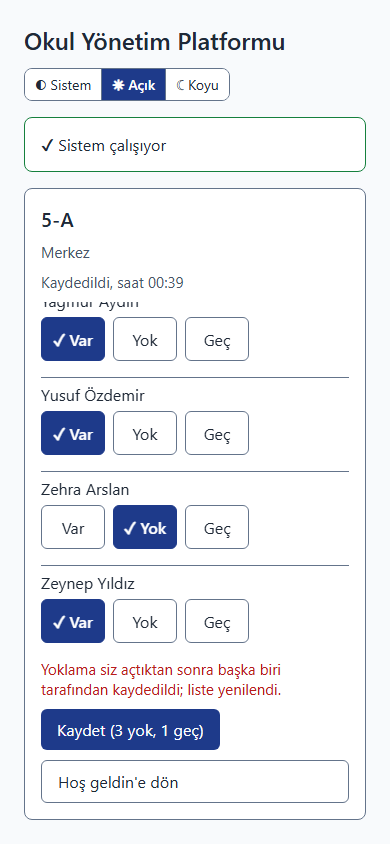 Okul Yönetim Platformu
◐ Sistem
❋ Açık
☾ Koyu
✓ Sistem çalışıyor
5-A
Merkez
Kaydedildi, saat 00:39
Yağmur Aydın
✓ Var
Yok
Geç
Yusuf Özdemir
✓ Var
Yok
Geç
Zehra Arslan
Var
✓ Yok
Geç
Zeynep Yıldız
✓ Var
Yok
Geç
Yoklama siz açtıktan sonra başka biri
tarafından kaydedildi; liste yenilendi.
Kaydet (3 yok, 1 geç)
Hoş geldin'e dön